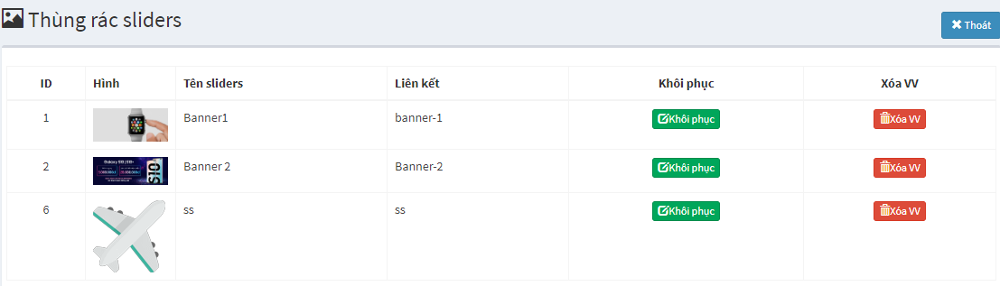 Thùng rác sliders
Thoát
ID Hình Tên sliders Liên kết Khôi phục Xóa VV
1 Banner1 banner-1 Khôi phục Xóa VV
2 Banner 2 Banner-2 Khôi phục Xóa VV
6 ss ss Khôi phục Xóa VV